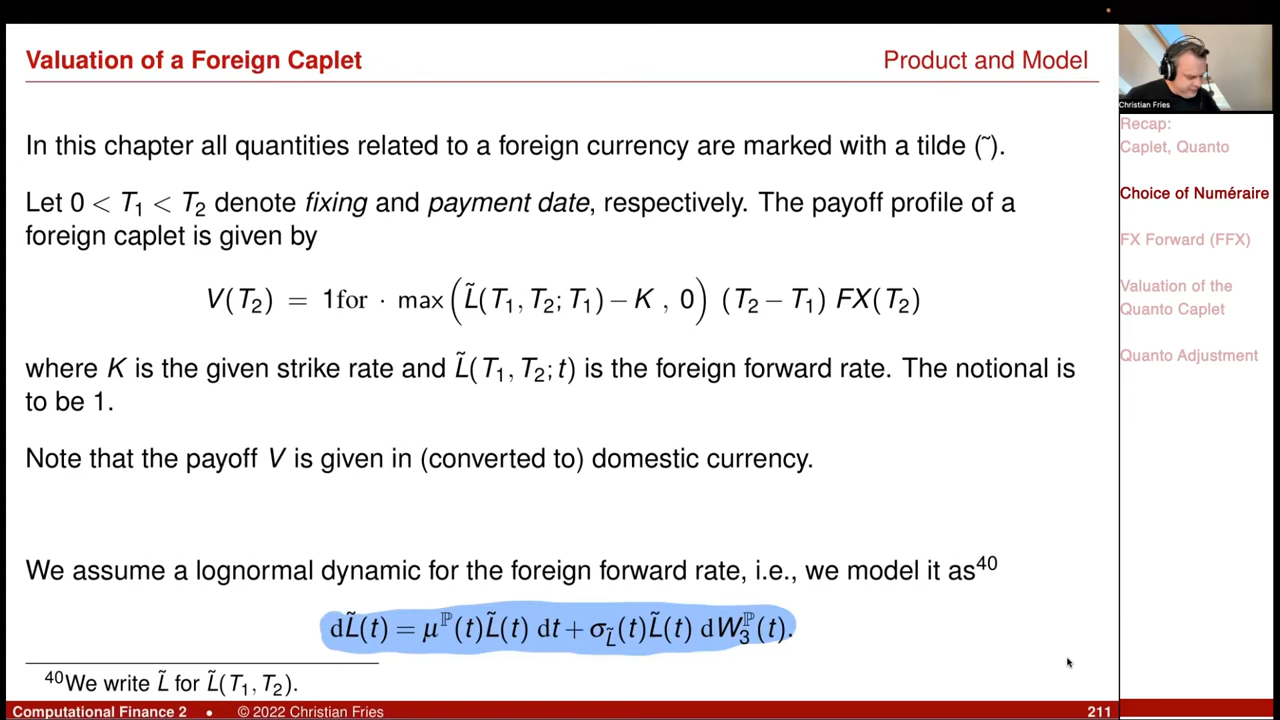 Valuation of a Foreign Caplet
Product and Model
In this chapter all quantities related to a foreign currency are marked with a tilde (˜).
Let 0 < T₁ < T₂ denote fixing and payment date, respectively. The payoff profile of a
foreign caplet is given by
V(T₂) = 1for · max(L̃(T₁, T₂; T₁) − K , 0) (T₂ − T₁) FX(T₂)
where K is the given strike rate and L̃(T₁, T₂; t) is the foreign forward rate. The notional is
to be 1.
Note that the payoff V is given in (converted to) domestic currency.
We assume a lognormal dynamic for the foreign forward rate, i.e., we model it as⁴⁰
dL̃(t) = μ^ℙ(t)L̃(t) dt + σ_L̃(t)L̃(t) dW₃^ℙ(t).
⁴⁰We write L̃ for L̃(T₁, T₂).
Computational Finance 2 • © 2022 Christian Fries
211
Christian Fries
Recap:
Caplet, Quanto
Choice of Numéraire
FX Forward (FFX)
Valuation of the
Quanto Caplet
Quanto Adjustment